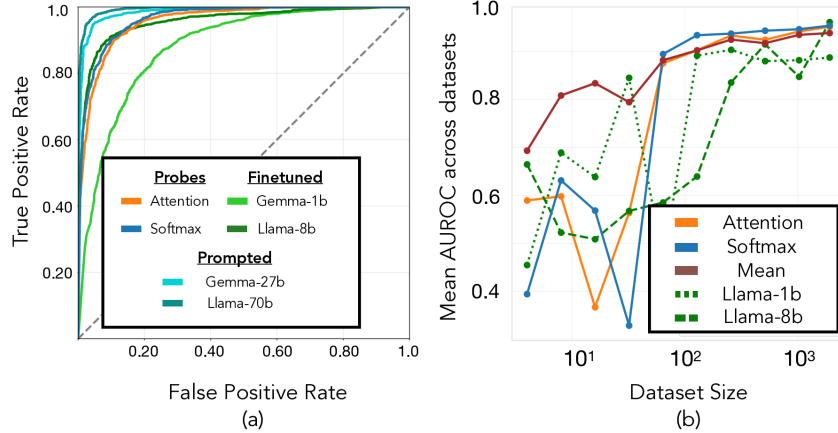 True Positive Rate
1.0
0.80
0.60
0.40
0.20
Probes
Finetuned
Attention
Gemma-1b
Softmax
Llama-8b
Prompted
Gemma-27b
Llama-70b
0.20
0.40
0.60
0.80
1.0
False Positive Rate
(a)
Mean AUROC across datasets
1.0
0.8
0.6
0.4
Attention
Softmax
Mean
Llama-1b
Llama-8b
10¹
10²
10³
Dataset Size
(b)